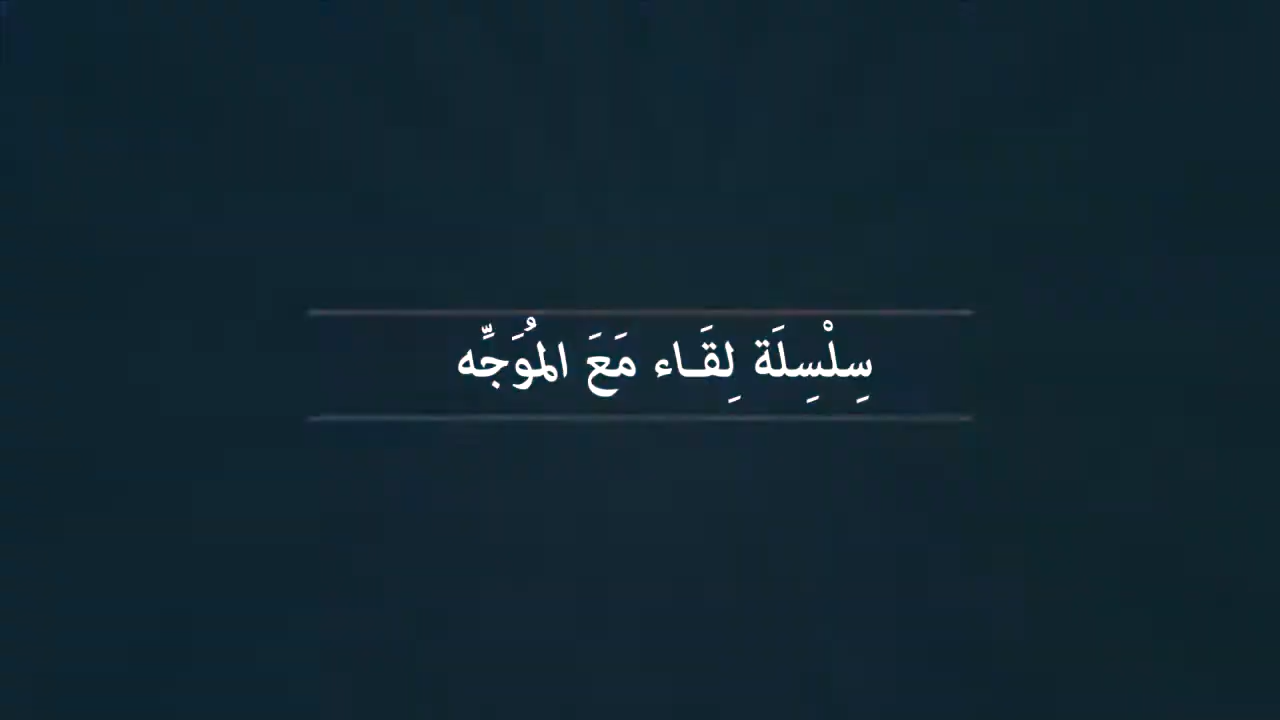 سِلْسِلَة لِقَـاء مَعَ المُوَجِّه